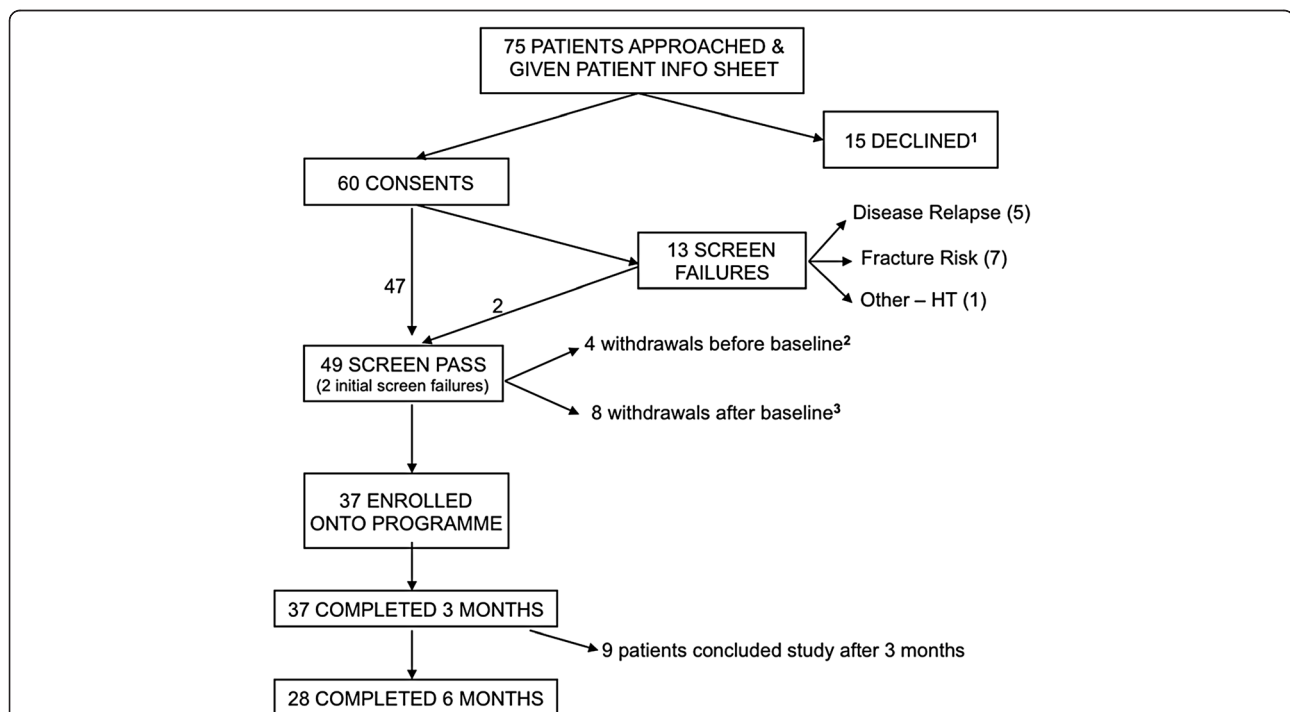 75 PATIENTS APPROACHED &
GIVEN PATIENT INFO SHEET
15 DECLINED¹
60 CONSENTS
Disease Relapse (5)
13 SCREEN
FAILURES
Fracture Risk (7)
Other – HT (1)
47
2
4 withdrawals before baseline²
49 SCREEN PASS
(2 initial screen failures)
8 withdrawals after baseline³
37 ENROLLED
ONTO PROGRAMME
37 COMPLETED 3 MONTHS
9 patients concluded study after 3 months
28 COMPLETED 6 MONTHS